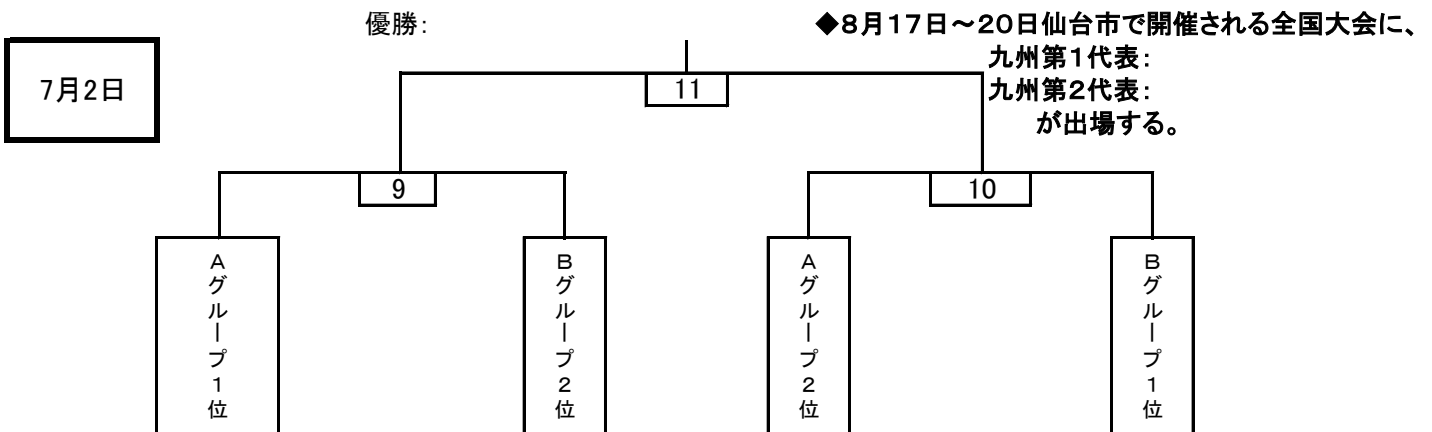 優勝：
◆8月17日～20日仙台市で開催される全国大会に、
九州第1代表：
九州第2代表：
が出場する。
7月2日
11
9
10
Aグループ1位
Bグループ2位
Aグループ2位
Bグループ1位